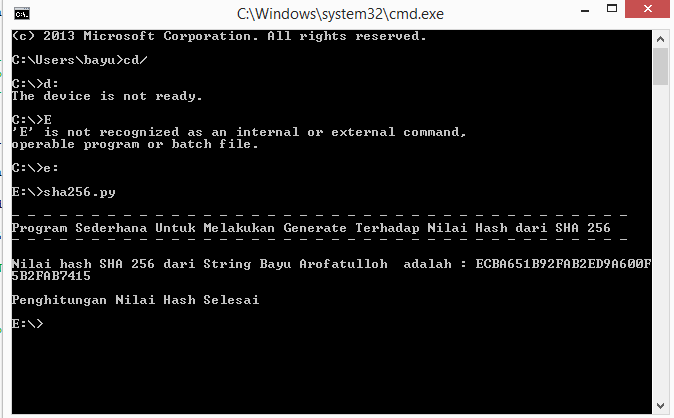 C:\Windows\system32\cmd.exe
(c) 2013 Microsoft Corporation. All rights reserved.
C:\Users\bayu>cd/
C:\>d:
The device is not ready.
C:\>E
'E' is not recognized as an internal or external command,
operable program or batch file.
C:\>e:
E:\>sha256.py
- - - - - - - - - - - - - - - - - - - - - - - - - - - - - - - - - - - - - - -
Program Sederhana Untuk Melakukan Generate Terhadap Nilai Hash dari SHA 256
- - - - - - - - - - - - - - - - - - - - - - - - - - - - - - - - - - - - - - -
Nilai hash SHA 256 dari String Bayu Arofatulloh  adalah : ECBA651B92FAB2ED9A600F
5B2FAB7415
Penghitungan Nilai Hash Selesai
E:\>